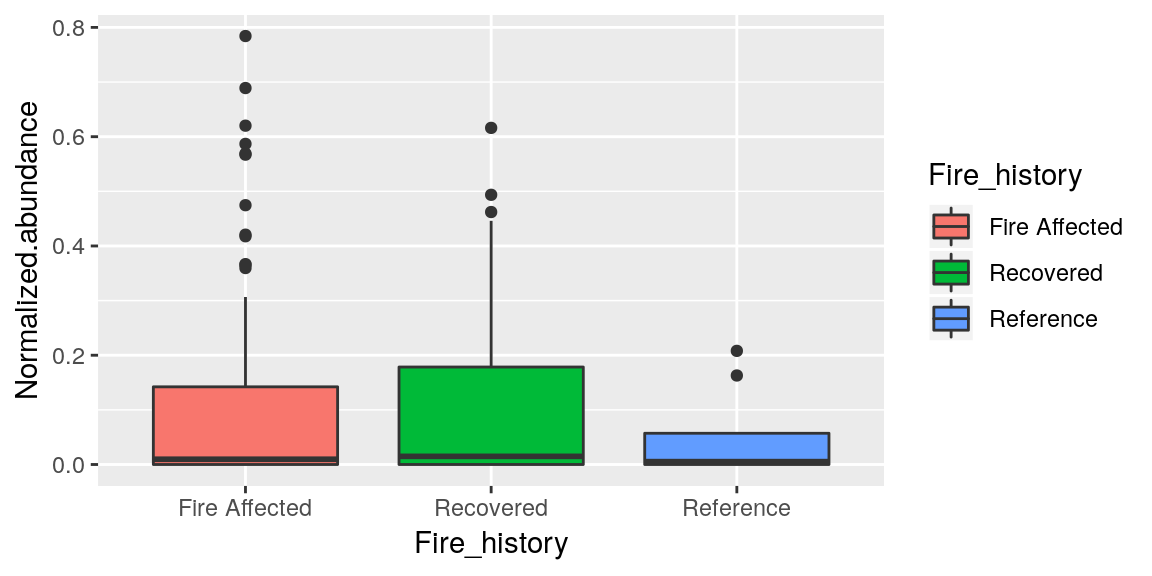 Normalized.abundance
0.8
0.6
0.4
0.2
0.0
Fire Affected
Recovered
Reference
Fire_history
Fire_history
Fire Affected
Recovered
Reference